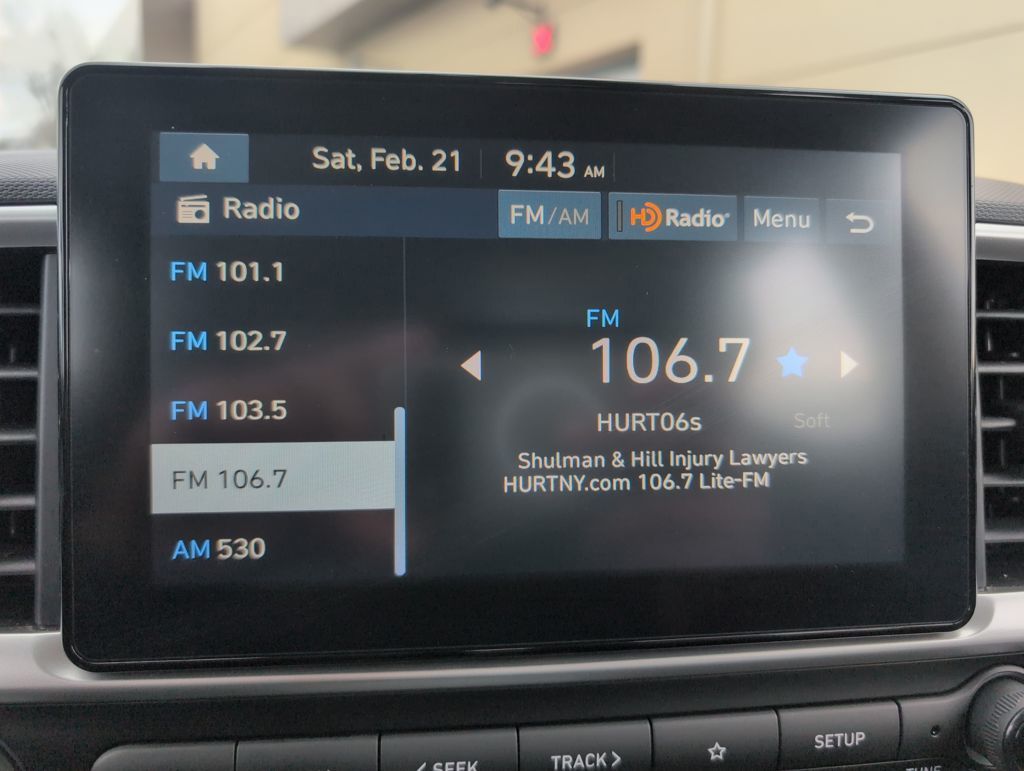 Sat, Feb. 21 9:43 AM
Radio FM/AM HD Radio® Menu
FM 101.1
FM 102.7
FM 103.5
FM 106.7
AM 530
FM
106.7
HURT06s Soft
Shulman & Hill Injury Lawyers
HURTNY.com 106.7 Lite-FM
< SEEK TRACK > SETUP
TUNE